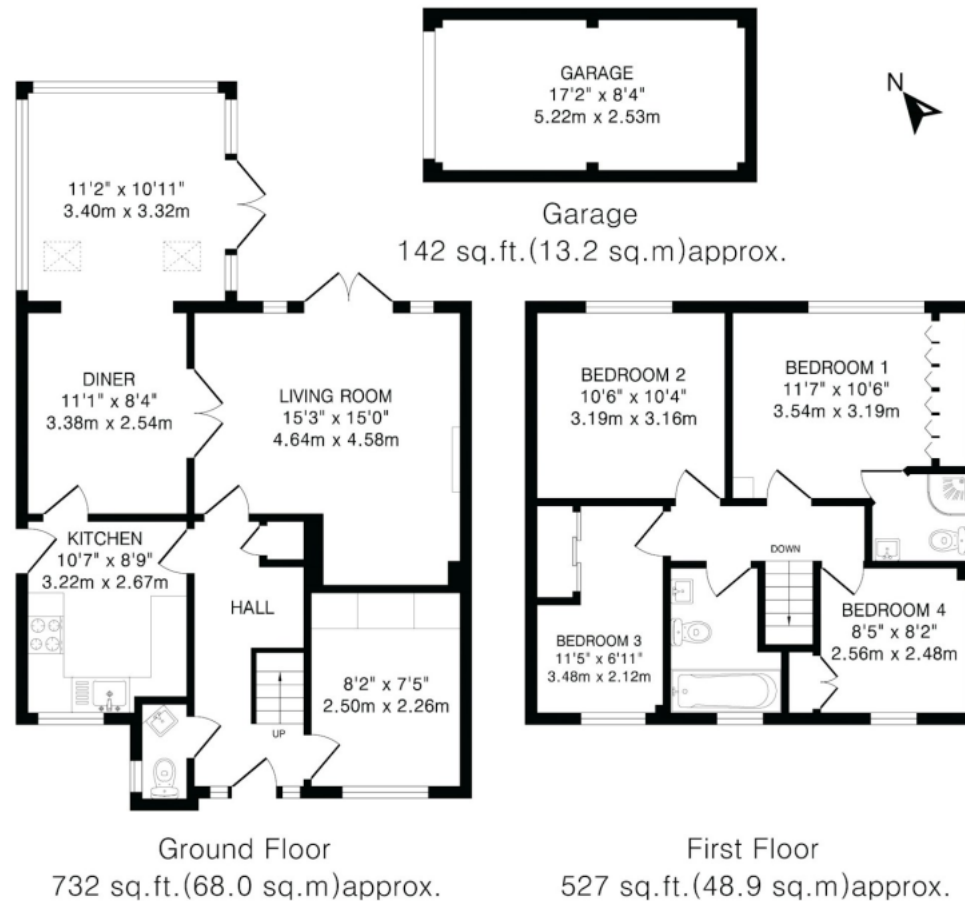 GARAGE
17'2" x 8'4"
5.22m x 2.53m
N
Garage
142 sq.ft.(13.2 sq.m)approx.
11'2" x 10'11"
3.40m x 3.32m
DINER
11'1" x 8'4"
3.38m x 2.54m
LIVING ROOM
15'3" x 15'0"
4.64m x 4.58m
KITCHEN
10'7" x 8'9"
3.22m x 2.67m
HALL
8'2" x 7'5"
2.50m x 2.26m
UP
Ground Floor
732 sq.ft.(68.0 sq.m)approx.
BEDROOM 2
10'6" x 10'4"
3.19m x 3.16m
BEDROOM 1
11'7" x 10'6"
3.54m x 3.19m
DOWN
BEDROOM 3
11'5" x 6'11"
3.48m x 2.12m
BEDROOM 4
8'5" x 8'2"
2.56m x 2.48m
First Floor
527 sq.ft.(48.9 sq.m)approx.